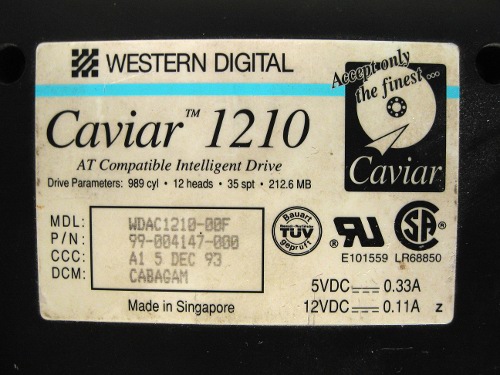 WESTERN DIGITAL
Accept only
the finest...
Caviar™ 1210
AT Compatible Intelligent Drive
Caviar
Drive Parameters: 989 cyl • 12 heads • 35 spt • 212.6 MB
MDL: WDAC1210-00F
P/N: 99-004147-000
CCC: A1 5 DEC 93
DCM: CABAGAM
Bauart
TÜV
geprüft
RU
SA
E101559 LR68850
Made in Singapore
5VDC 0.33A
12VDC 0.11A z